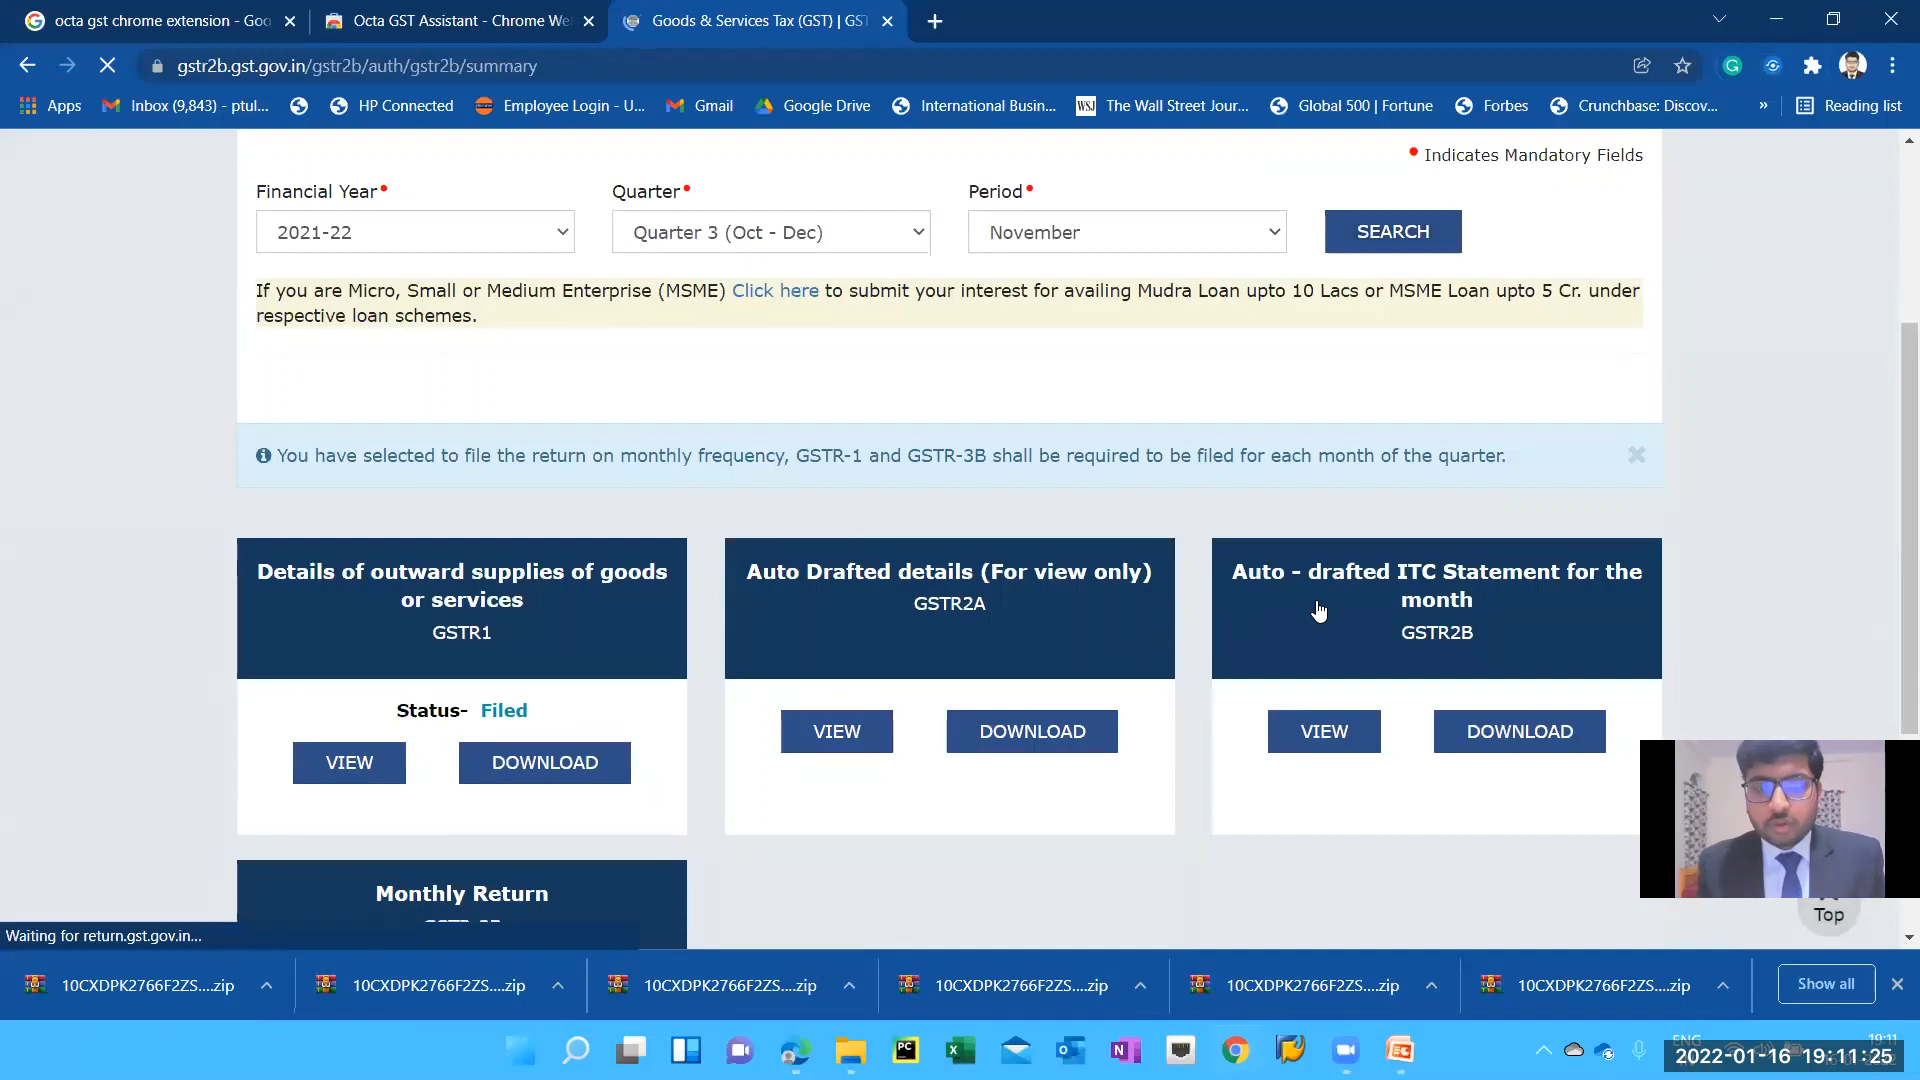 octa gst chrome extension - Goo
Octa GST Assistant - Chrome We
Goods & Services Tax (GST) | GST
gstr2b.gst.gov.in/gstr2b/auth/gstr2b/summary
Apps
Inbox (9,843) - ptul...
HP Connected
Employee Login - U...
Gmail
Google Drive
International Busin...
WSJ
The Wall Street Jour...
Global 500 | Fortune
Forbes
Crunchbase: Discov...
»
Reading list
• Indicates Mandatory Fields
Financial Year•
Quarter•
Period•
2021-22
Quarter 3 (Oct - Dec)
November
SEARCH
If you are Micro, Small or Medium Enterprise (MSME) Click here to submit your interest for availing Mudra Loan upto 10 Lacs or MSME Loan upto 5 Cr. under
respective loan schemes.
You have selected to file the return on monthly frequency, GSTR-1 and GSTR-3B shall be required to be filed for each month of the quarter.
Details of outward supplies of goods
or services
GSTR1
Status- Filed
VIEW
DOWNLOAD
Auto Drafted details (For view only)
GSTR2A
VIEW
DOWNLOAD
Auto - drafted ITC Statement for the
month
GSTR2B
VIEW
DOWNLOAD
Monthly Return
Top
Waiting for return.gst.gov.in...
10CXDPK2766F2ZS....zip
10CXDPK2766F2ZS....zip
10CXDPK2766F2ZS....zip
10CXDPK2766F2ZS....zip
10CXDPK2766F2ZS....zip
10CXDPK2766F2ZS....zip
Show all
PC
ENG
19:11
2022-01-16 19:11:25